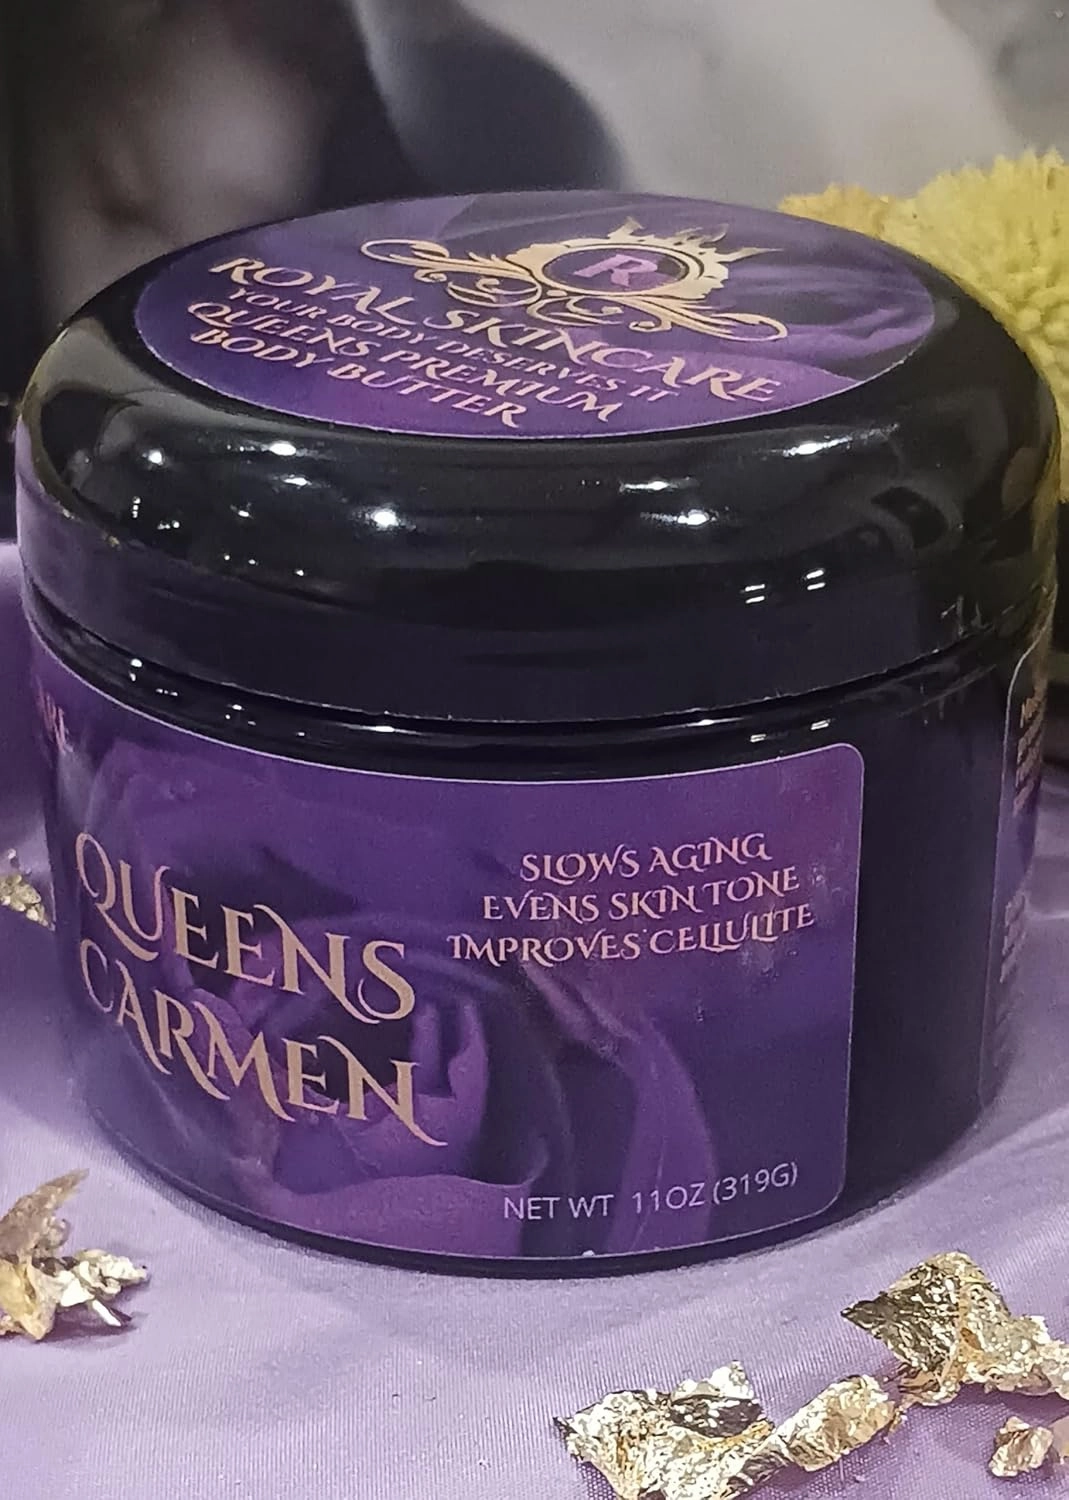 R
ROYAL SKINCARE
YOUR BODY DESERVES IT
QUEENS PREMIUM
BODY BUTTER
QUEENS
CARMEN
SLOWS AGING
EVENS SKIN TONE
IMPROVES CELLULITE
NET WT 11OZ (319G)